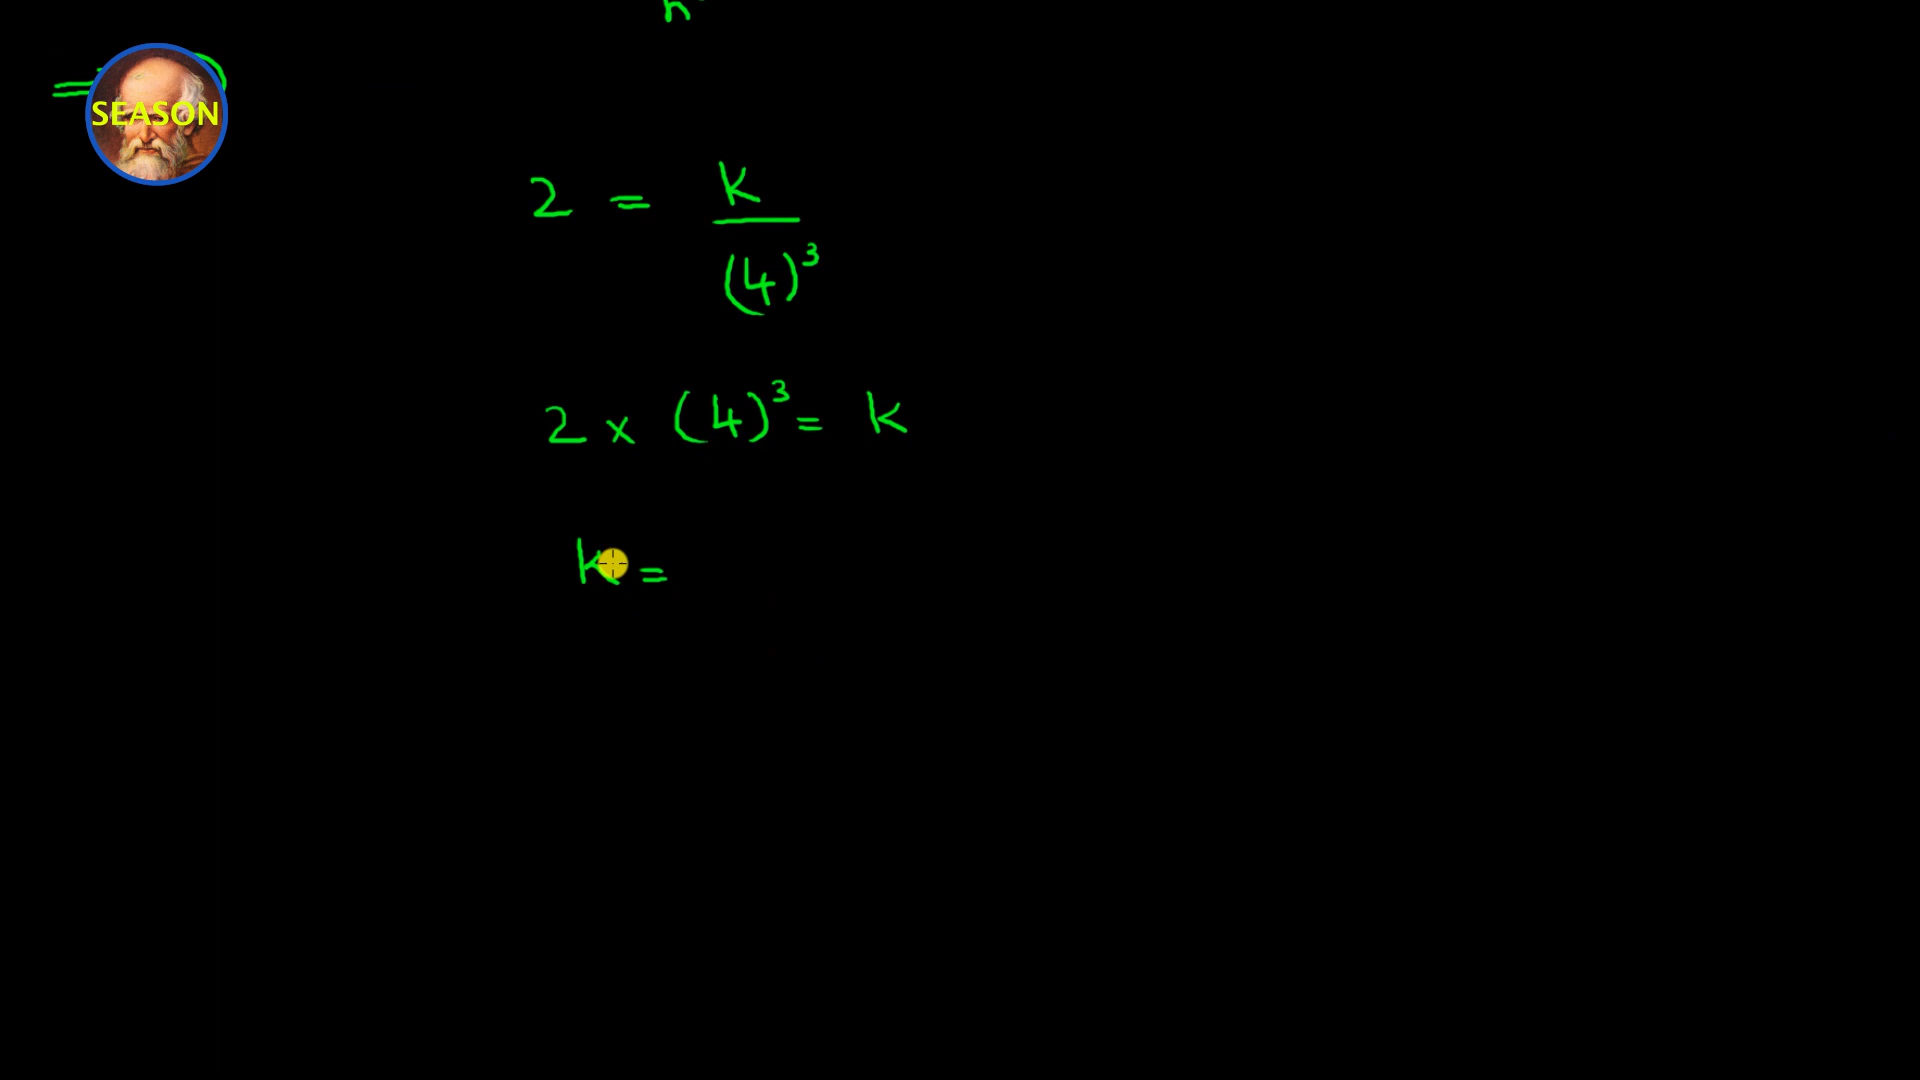 SEASON
2 = k / (4)³
2 × (4)³ = k
k =